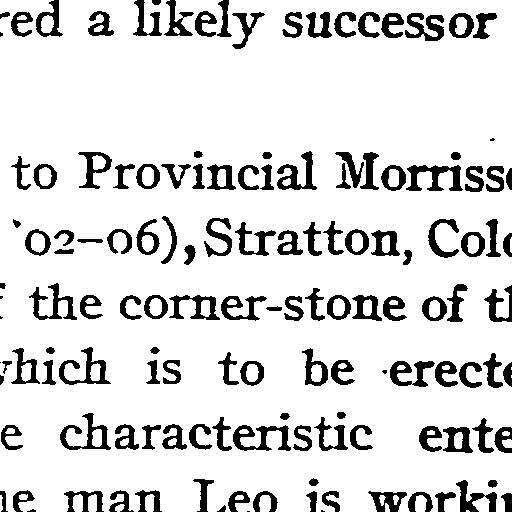 red a likely successor
to Provincial Morriss
'02-06), Stratton, Colo
the corner-stone of th
which is to be erecte
e characteristic ente
ne man Leo is workin